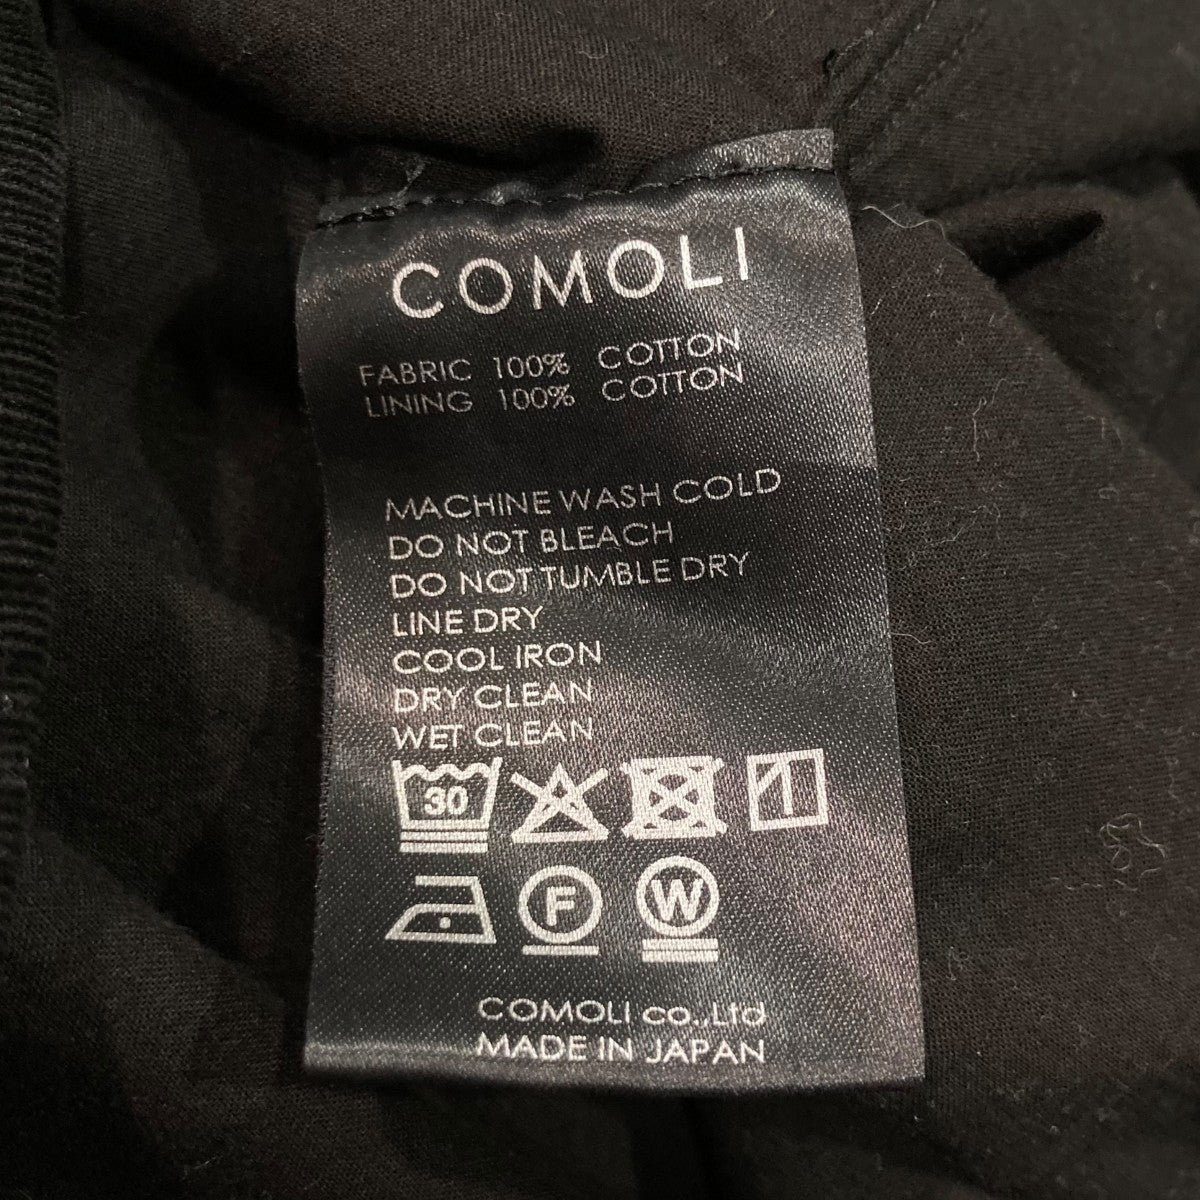 COMOLI
FABRIC 100% COTTON
LINING 100% COTTON
MACHINE WASH COLD
DO NOT BLEACH
DO NOT TUMBLE DRY
LINE DRY
COOL IRON
DRY CLEAN
WET CLEAN
30
F W
COMOLI co.,Ltd
MADE IN JAPAN